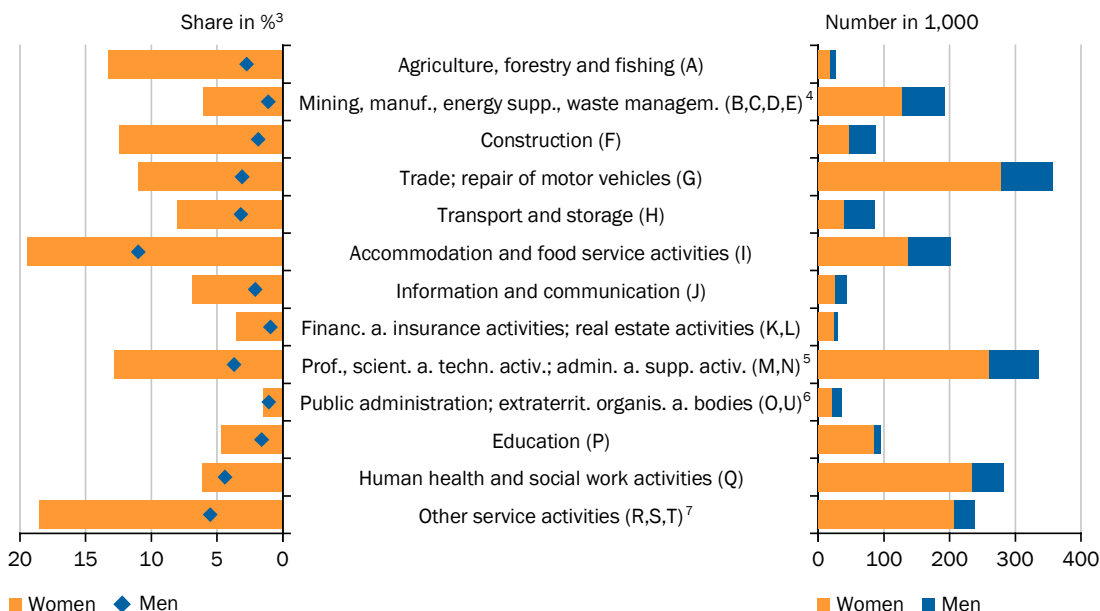 Share in %³
Number in 1,000
Agriculture, forestry and fishing (A)
Mining, manuf., energy supp., waste managem. (B,C,D,E)⁴
Construction (F)
Trade; repair of motor vehicles (G)
Transport and storage (H)
Accommodation and food service activities (I)
Information and communication (J)
Financ. a. insurance activities; real estate activities (K,L)
Prof., scient. a. techn. activ.; admin. a. supp. activ. (M,N)⁵
Public administration; extraterrit. organis. a. bodies (O,U)⁶
Education (P)
Human health and social work activities (Q)
Other service activities (R,S,T)⁷
20 15 10 5 0
0 100 200 300 400
Women Men
Women Men